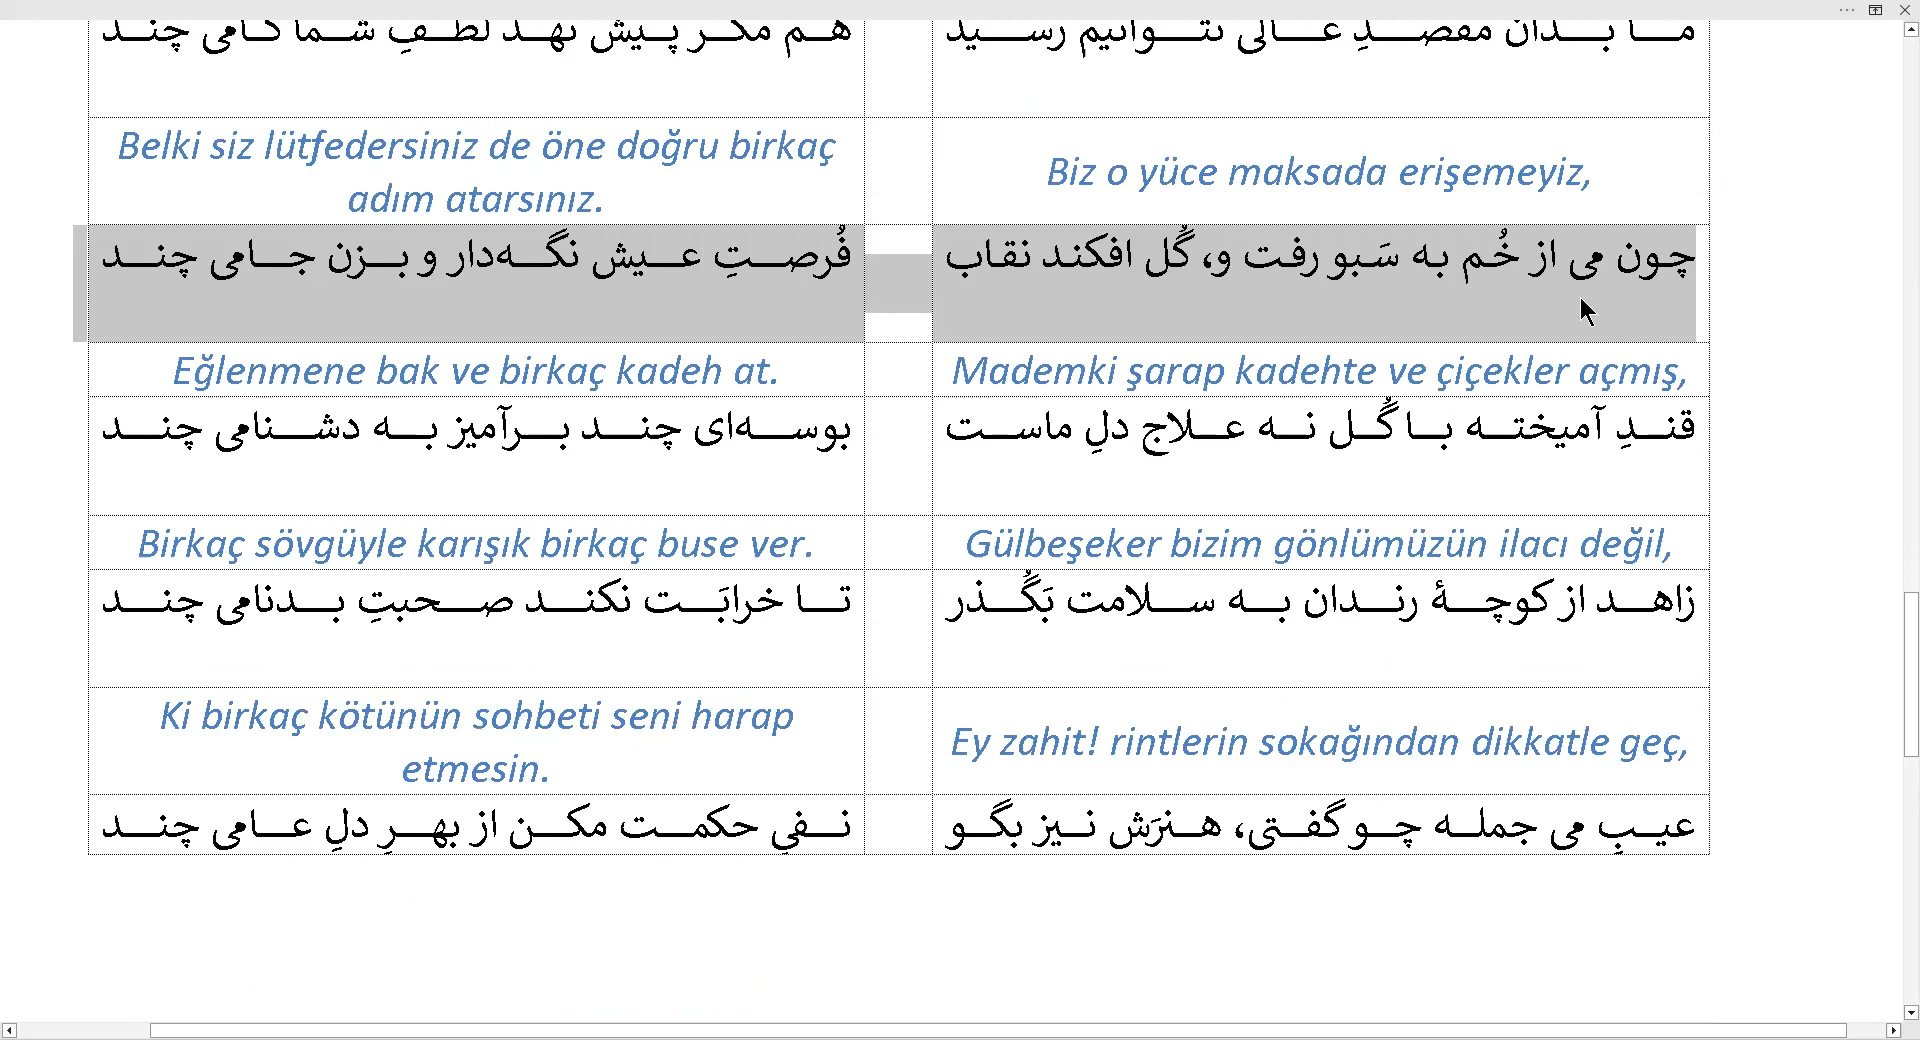 ما بدان مقصدِ عالی نتوانیم رسید
هم مگر پیش نهد لطفِ شما گامی چند
Biz o yüce maksada erişemeyiz,
Belki siz lütfedersiniz de öne doğru birkaç
adım atarsınız.
چون می از خُم به سَبو رفت و، گُل افکند نقاب
فُرصتِ عیش نگه‌دار و بزن جامی چند
Mademki şarap kadehte ve çiçekler açmış,
Eğlenmene bak ve birkaç kadeh at.
قندِ آمیخته با گُل نه علاج دلِ ماست
بوسه‌ای چند برآمیز به دشنامی چند
Gülbeşeker bizim gönlümüzün ilacı değil,
Birkaç sövgüyle karışık birkaç buse ver.
زاهد از کوچهٔ رندان به سلامت بَگُذر
تا خرابَت نکند صحبتِ بدنامی چند
Ey zahit! rintlerin sokağından dikkatle geç,
Ki birkaç kötünün sohbeti seni harap
etmesin.
عیبِ می جمله چو گفتی، هنرَش نیز بگو
نفیِ حکمت مکن از بهرِ دلِ عامی چند